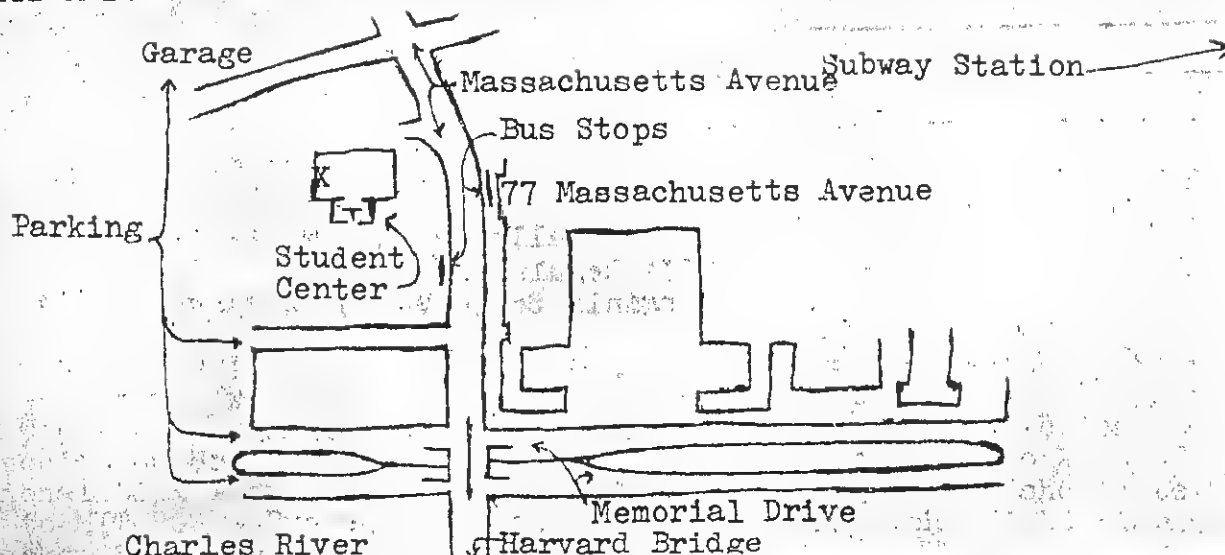 Garage
Subway Station
Massachusetts Avenue
Bus Stops
K
77 Massachusetts Avenue
Parking
T
Student
Center
Memorial Drive
Charles River
Harvard Bridge